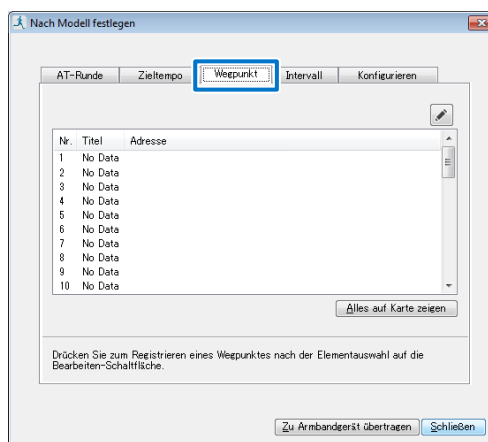 Nach Modell festlegen
AT-Runde Zieltempo Wegpunkt Intervall Konfigurieren
Nr. Titel Adresse
1 No Data
2 No Data
3 No Data
4 No Data
5 No Data
6 No Data
7 No Data
8 No Data
9 No Data
10 No Data
Alles auf Karte zeigen
Drücken Sie zum Registrieren eines Wegpunktes nach der Elementauswahl auf die
Bearbeiten-Schaltfläche.
Zu Armbandgerät übertragen Schließen